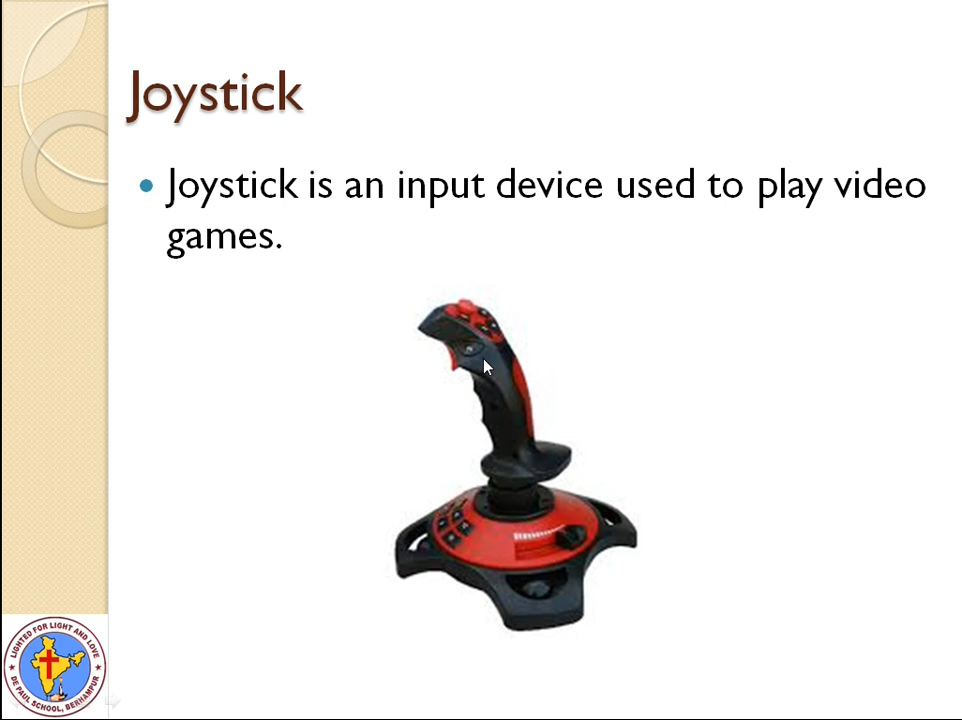 Joystick
Joystick is an input device used to play video
games.
LIGHTED FOR LIGHT AND LOVE
DE PAUL SCHOOL, BERHAMPUR